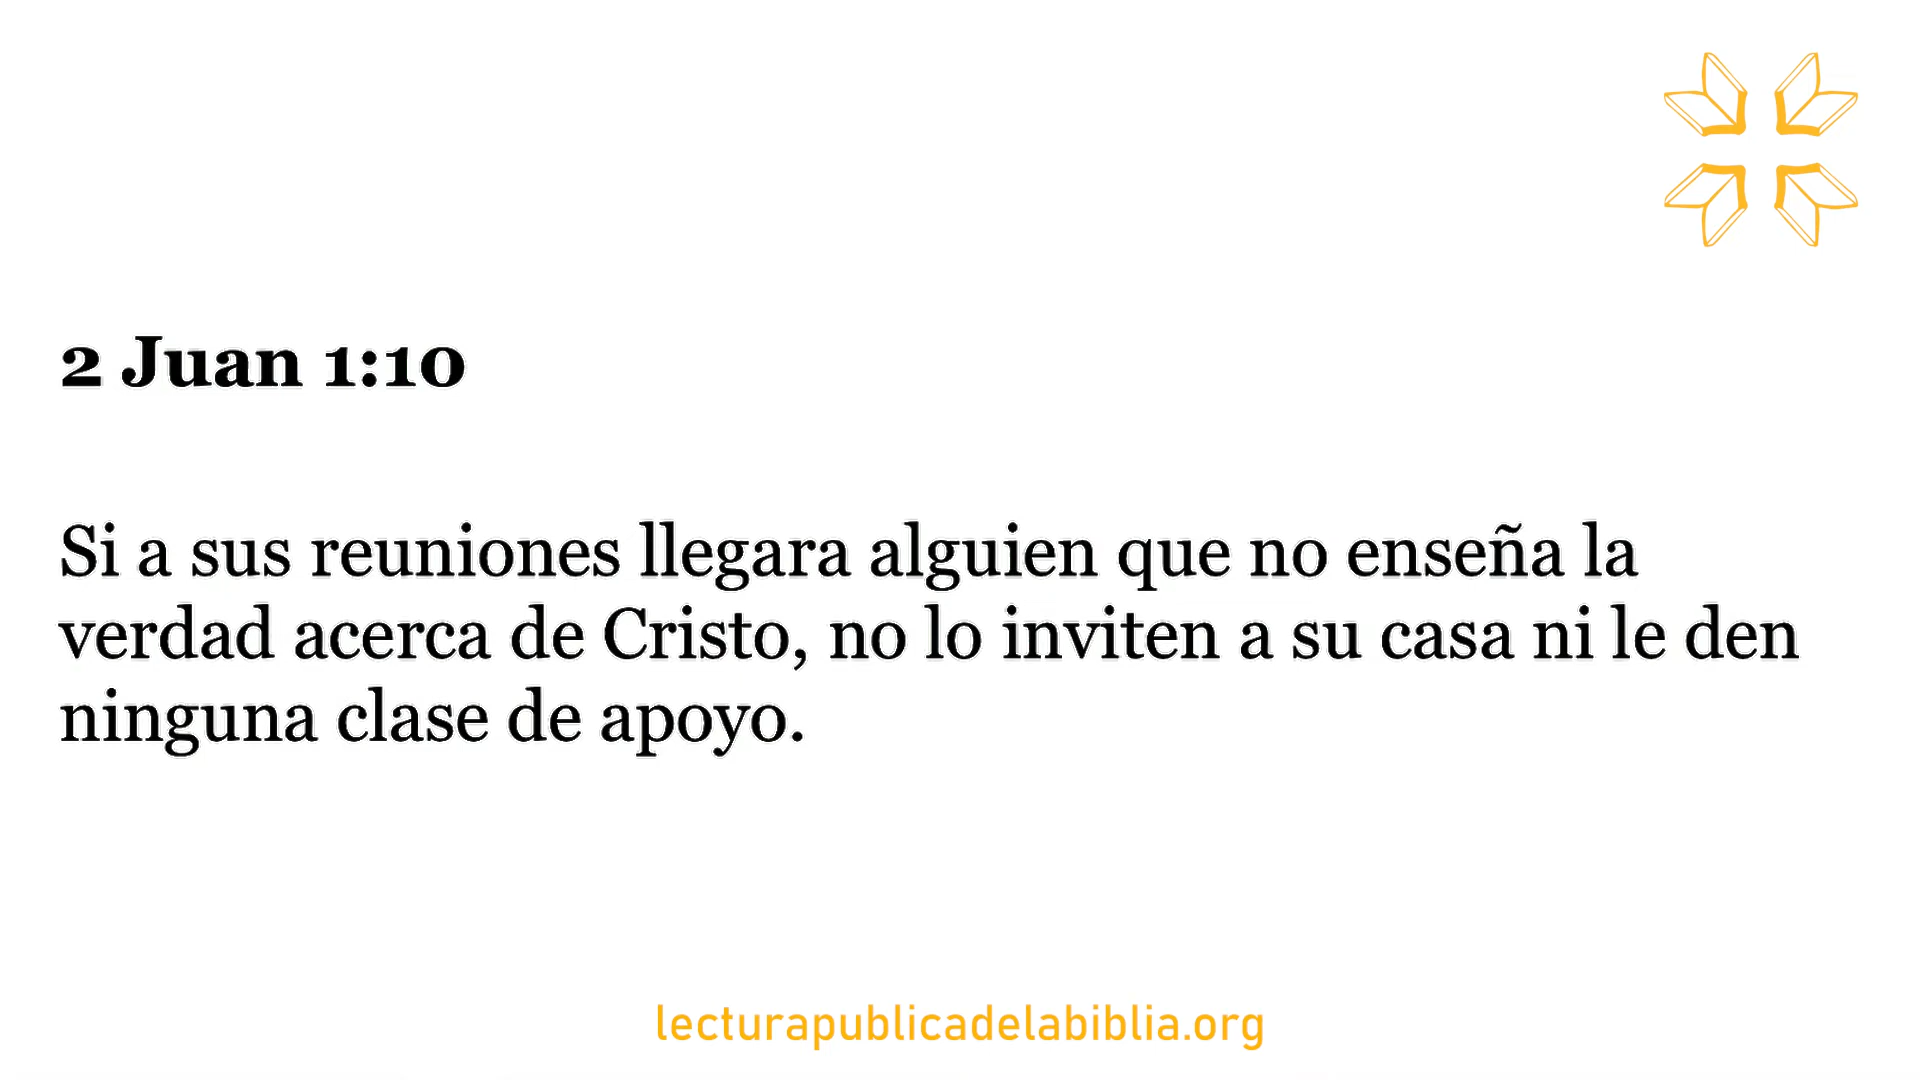 2 Juan 1:10
Si a sus reuniones llegara alguien que no enseña la
verdad acerca de Cristo, no lo inviten a su casa ni le den
ninguna clase de apoyo.
lecturapublicadelabiblia.org